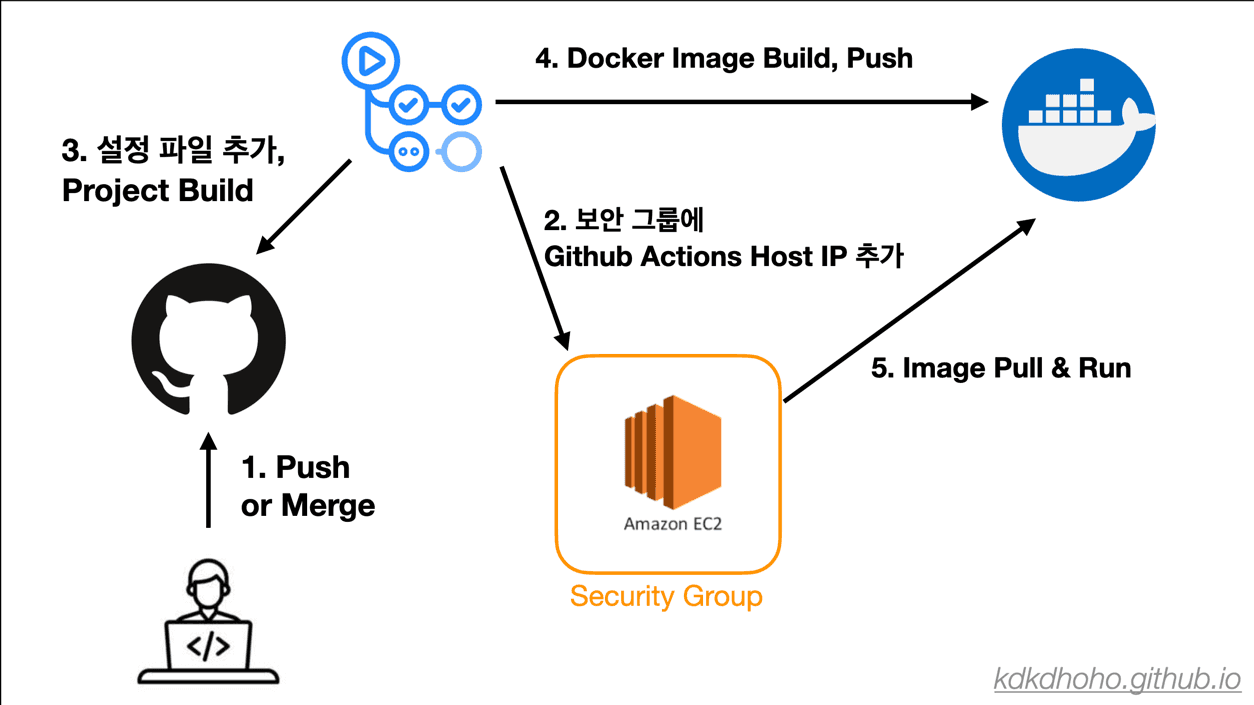 4. Docker Image Build, Push
3. 설정 파일 추가,
Project Build
2. 보안 그룹에
Github Actions Host IP 추가
5. Image Pull & Run
1. Push
or Merge
Amazon EC2
Security Group
</>
kdkdhoho.github.io